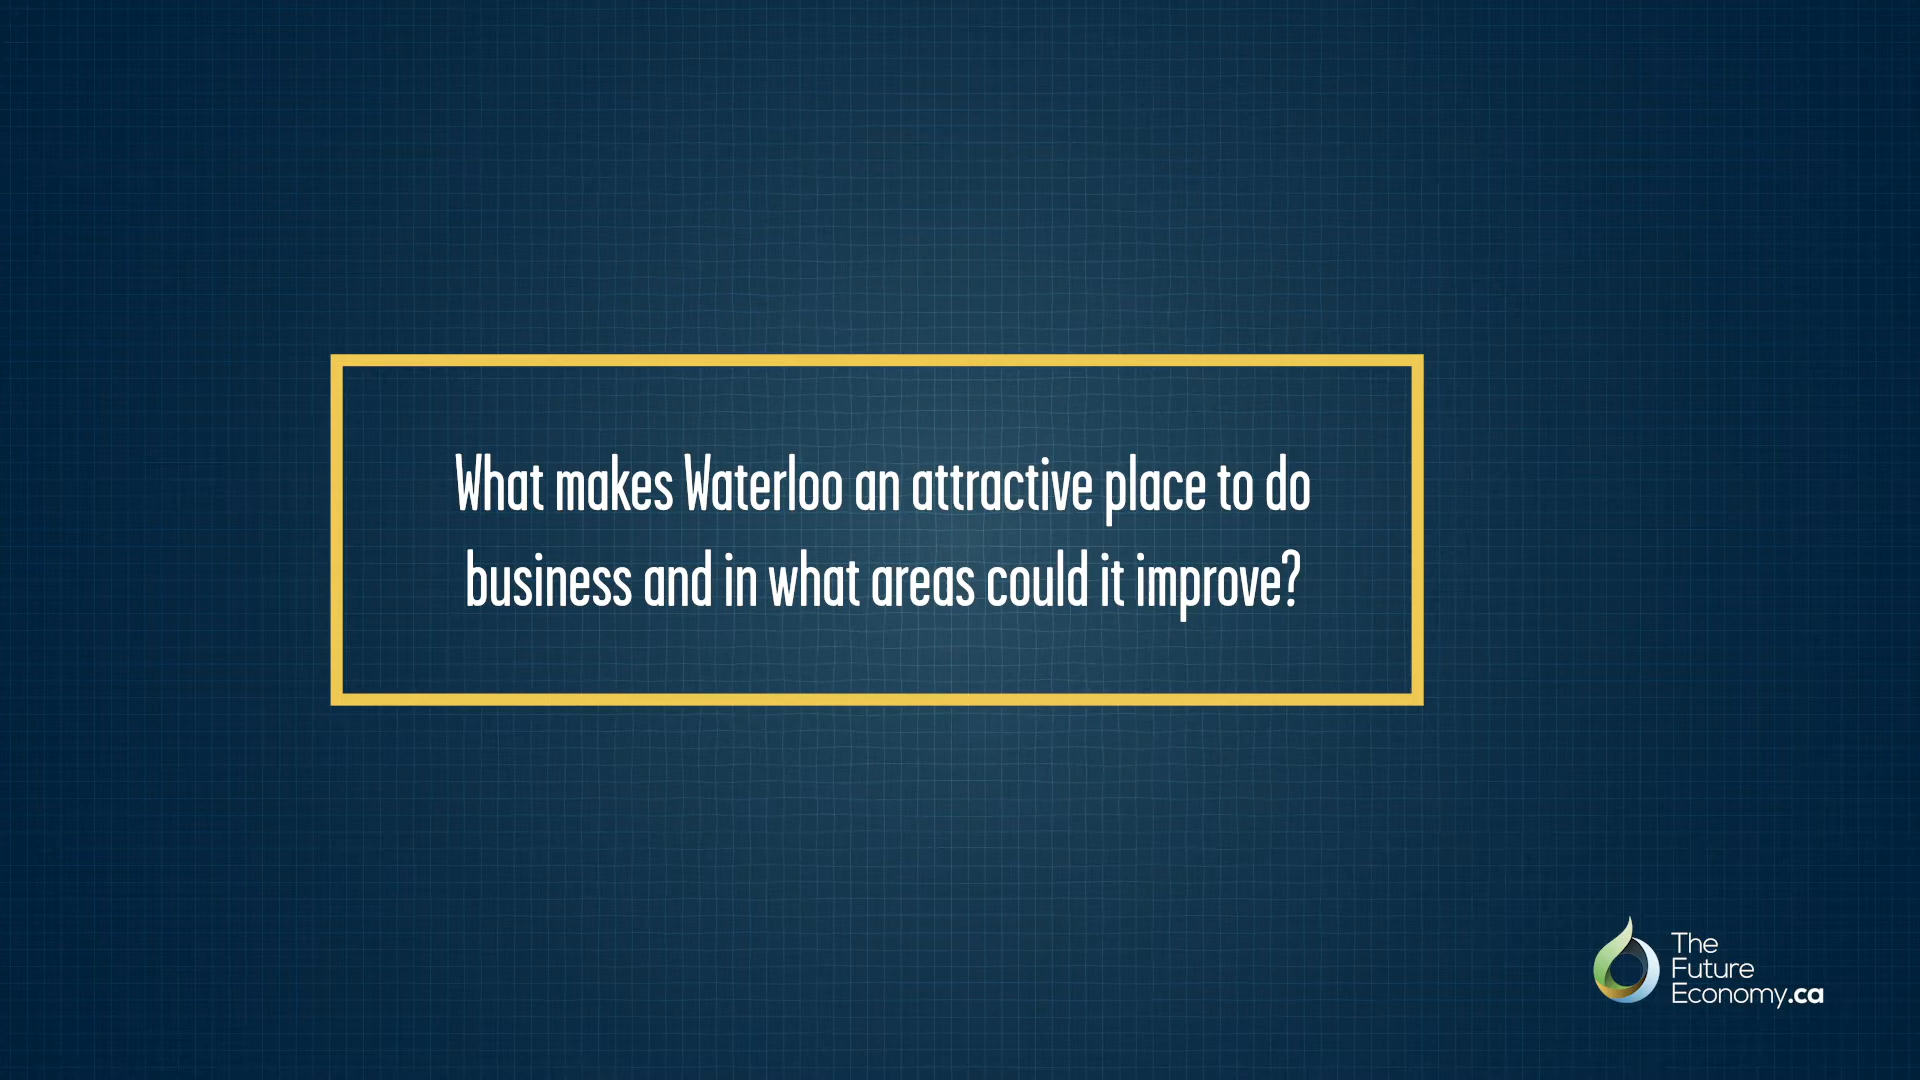 What makes Waterloo an attractive place to do
business and in what areas could it improve?
The
Future
Economy.ca